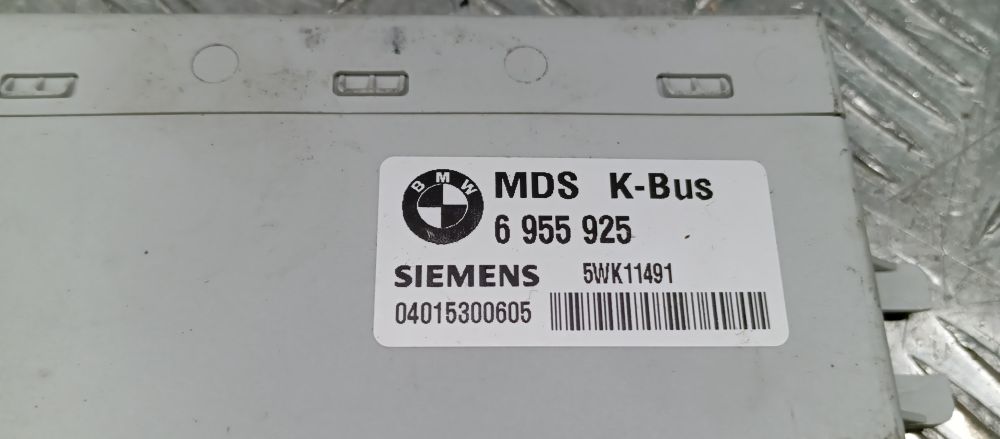 BMW MDS K-Bus
6 955 925
SIEMENS 5WK11491
04015300605